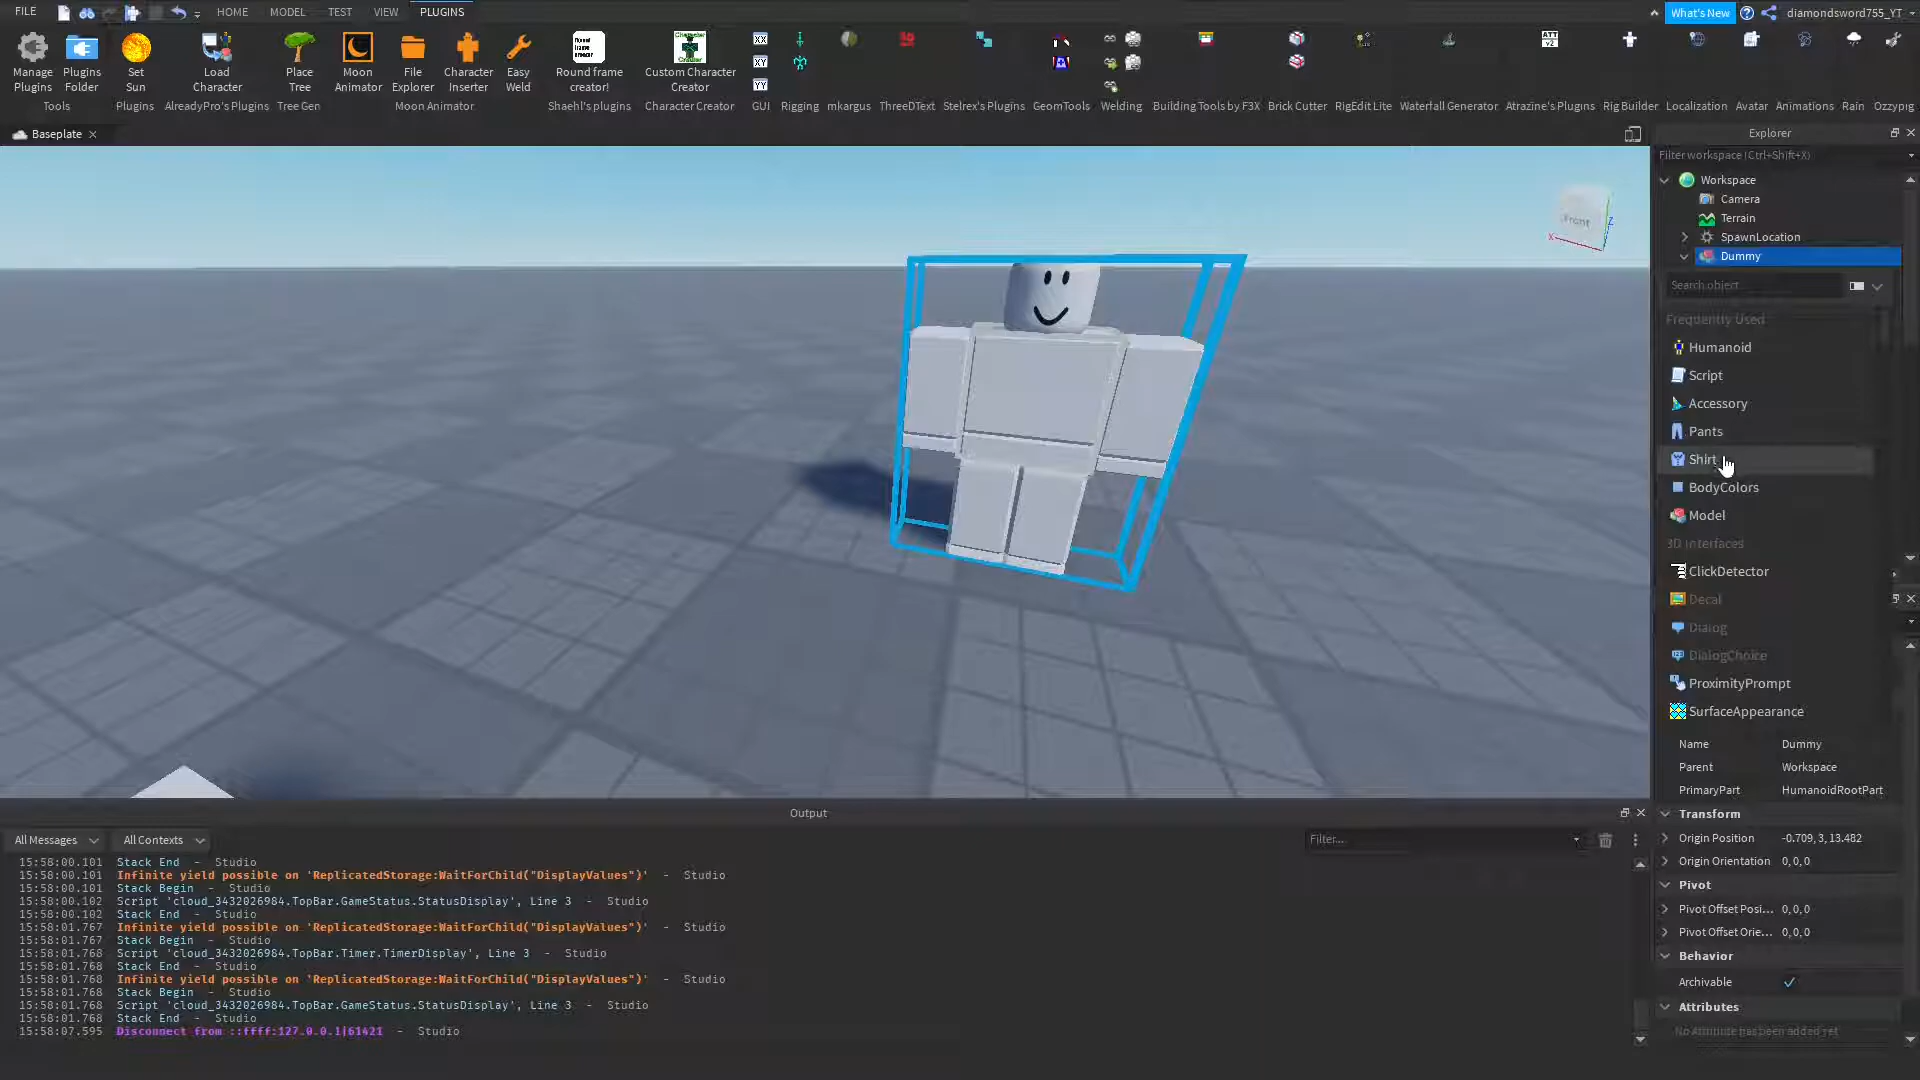 FILE
HOME
MODEL
TEST
VIEW
PLUGINS
What's New
diamondsword755_YT
Manage Plugins
Plugins Folder
Set Sun
Load Character
Place Tree
Moon Animator
File Explorer
Character Inserter
Easy Weld
Round frame creator!
Custom Character Creator
XX
XY
YY
ATT
v2
Tools
Plugins
AlreadyPro's Plugins
Tree Gen
Moon Animator
Shaehl's plugins
Character Creator
GUI
Rigging
mkargus
ThreeDText
Stelrex's Plugins
GeomTools
Welding
Building Tools by F3X
Brick Cutter
RigEdit Lite
Waterfall Generator
Atrazine's Plugins
Rig Builder
Localization
Avatar
Animations
Rain
Ozzypig
Baseplate
Explorer
Filter workspace (Ctrl+Shift+X)
Workspace
Camera
Terrain
SpawnLocation
Dummy
Front
X
Z
Search object
Frequently Used
Humanoid
Script
Accessory
Pants
Shirt
BodyColors
Model
3D Interfaces
ClickDetector
Decal
Dialog
DialogChoice
ProximityPrompt
SurfaceAppearance
Name Dummy
Parent Workspace
PrimaryPart HumanoidRootPart
Transform
Origin Position -0.709, 3, 13.482
Origin Orientation 0, 0, 0
Pivot
Pivot Offset Posi... 0, 0, 0
Pivot Offset Orie... 0, 0, 0
Behavior
Archivable
Attributes
No Attribute has been added yet
Output
All Messages
All Contexts
Filter...
15:58:00.101 Stack End - Studio
15:58:00.101 Infinite yield possible on 'ReplicatedStorage:WaitForChild("DisplayValues")' - Studio
15:58:00.101 Stack Begin - Studio
15:58:00.102 Script 'cloud_3432026984.TopBar.GameStatus.StatusDisplay', Line 3 - Studio
15:58:00.102 Stack End - Studio
15:58:01.767 Infinite yield possible on 'ReplicatedStorage:WaitForChild("DisplayValues")' - Studio
15:58:01.767 Stack Begin - Studio
15:58:01.768 Script 'cloud_3432026984.TopBar.Timer.TimerDisplay', Line 3 - Studio
15:58:01.768 Stack End - Studio
15:58:01.768 Infinite yield possible on 'ReplicatedStorage:WaitForChild("DisplayValues")' - Studio
15:58:01.768 Stack Begin - Studio
15:58:01.768 Script 'cloud_3432026984.TopBar.GameStatus.StatusDisplay', Line 3 - Studio
15:58:01.768 Stack End - Studio
15:58:07.595 Disconnect from ::ffff:127.0.0.1|61421 - Studio